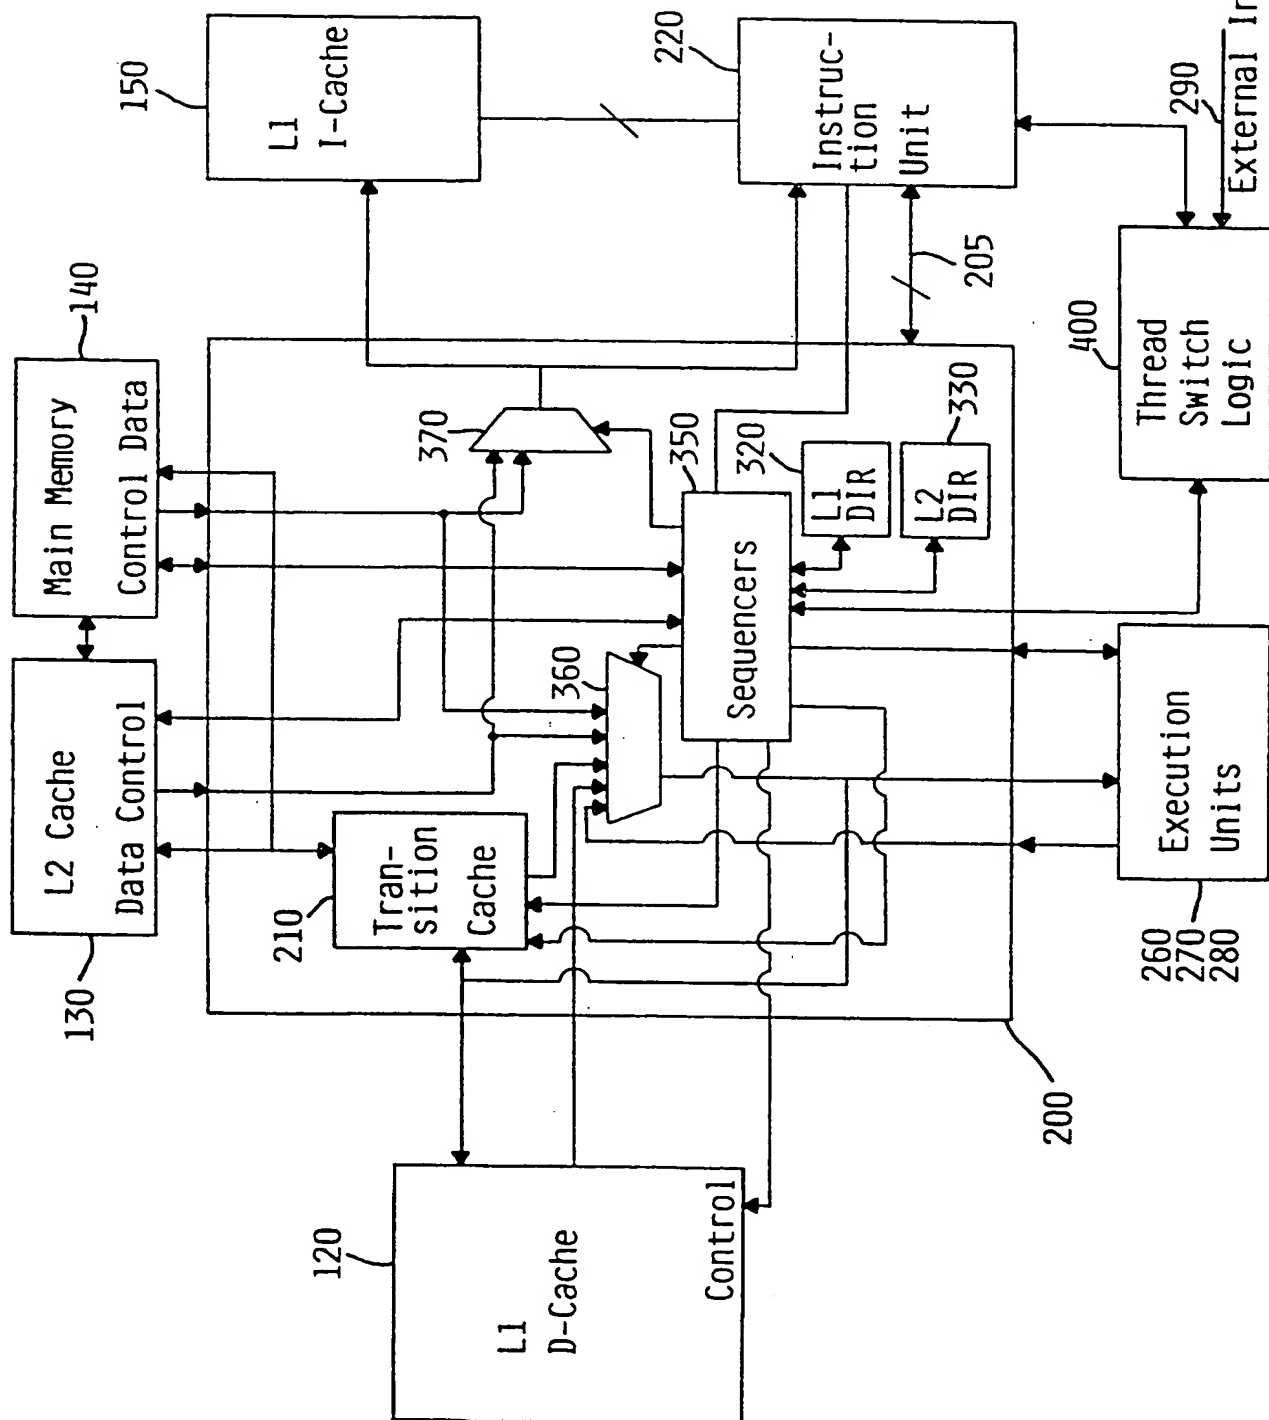 150
L1
I-Cache
220
Instruc-
tion
Unit
290
External In
140
Main Memory
Control Data
205
400
Thread
Switch
Logic
370
350
320
L1
DIR
330
L2
DIR
130
L2 Cache
Data Control
360
Sequencers
210
Tran-
sition
Cache
Execution
Units
260
270
280
200
120
L1
D-Cache
Control